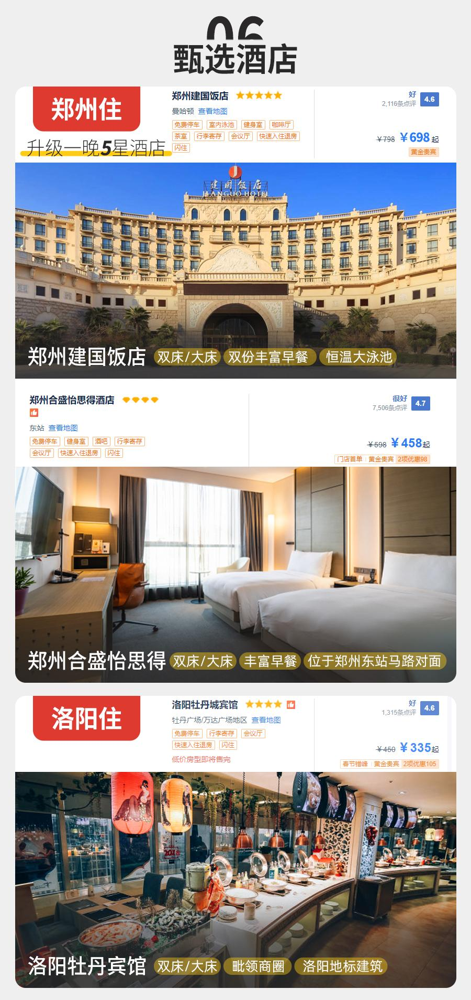 06
甄选酒店
郑州住
升级一晚5星酒店
郑州建国饭店
曼哈顿 查看地图
免费停车 室内泳池 健身室 咖啡厅
茶室 行李寄存 会议厅 快速入住退房
闪住
好
2,116条点评
4.6
￥798 ￥698起
黄金贵宾
建国饭店
JIANGUO HOTEL
郑州建国饭店 双床/大床 双份丰富早餐 恒温大泳池
郑州合盛怡思得酒店
东站 查看地图
免费停车 健身室 酒吧 行李寄存
会议厅 快速入住退房 闪住
很好
7,506条点评
4.7
￥598 ￥458起
门店首单 黄金贵宾 2项优惠98
郑州合盛怡思得 双床/大床 丰富早餐 位于郑州东站马路对面
洛阳住
洛阳牡丹城宾馆
牡丹广场/万达广场地区 查看地图
免费停车 行李寄存 会议厅
快速入住退房 闪住
低价房型即将售完
好
1,315条点评
4.6
￥450 ￥335起
春节错峰 黄金贵宾 2项优惠105
2018
洛阳牡丹宾馆 双床/大床 毗领商圈 洛阳地标建筑